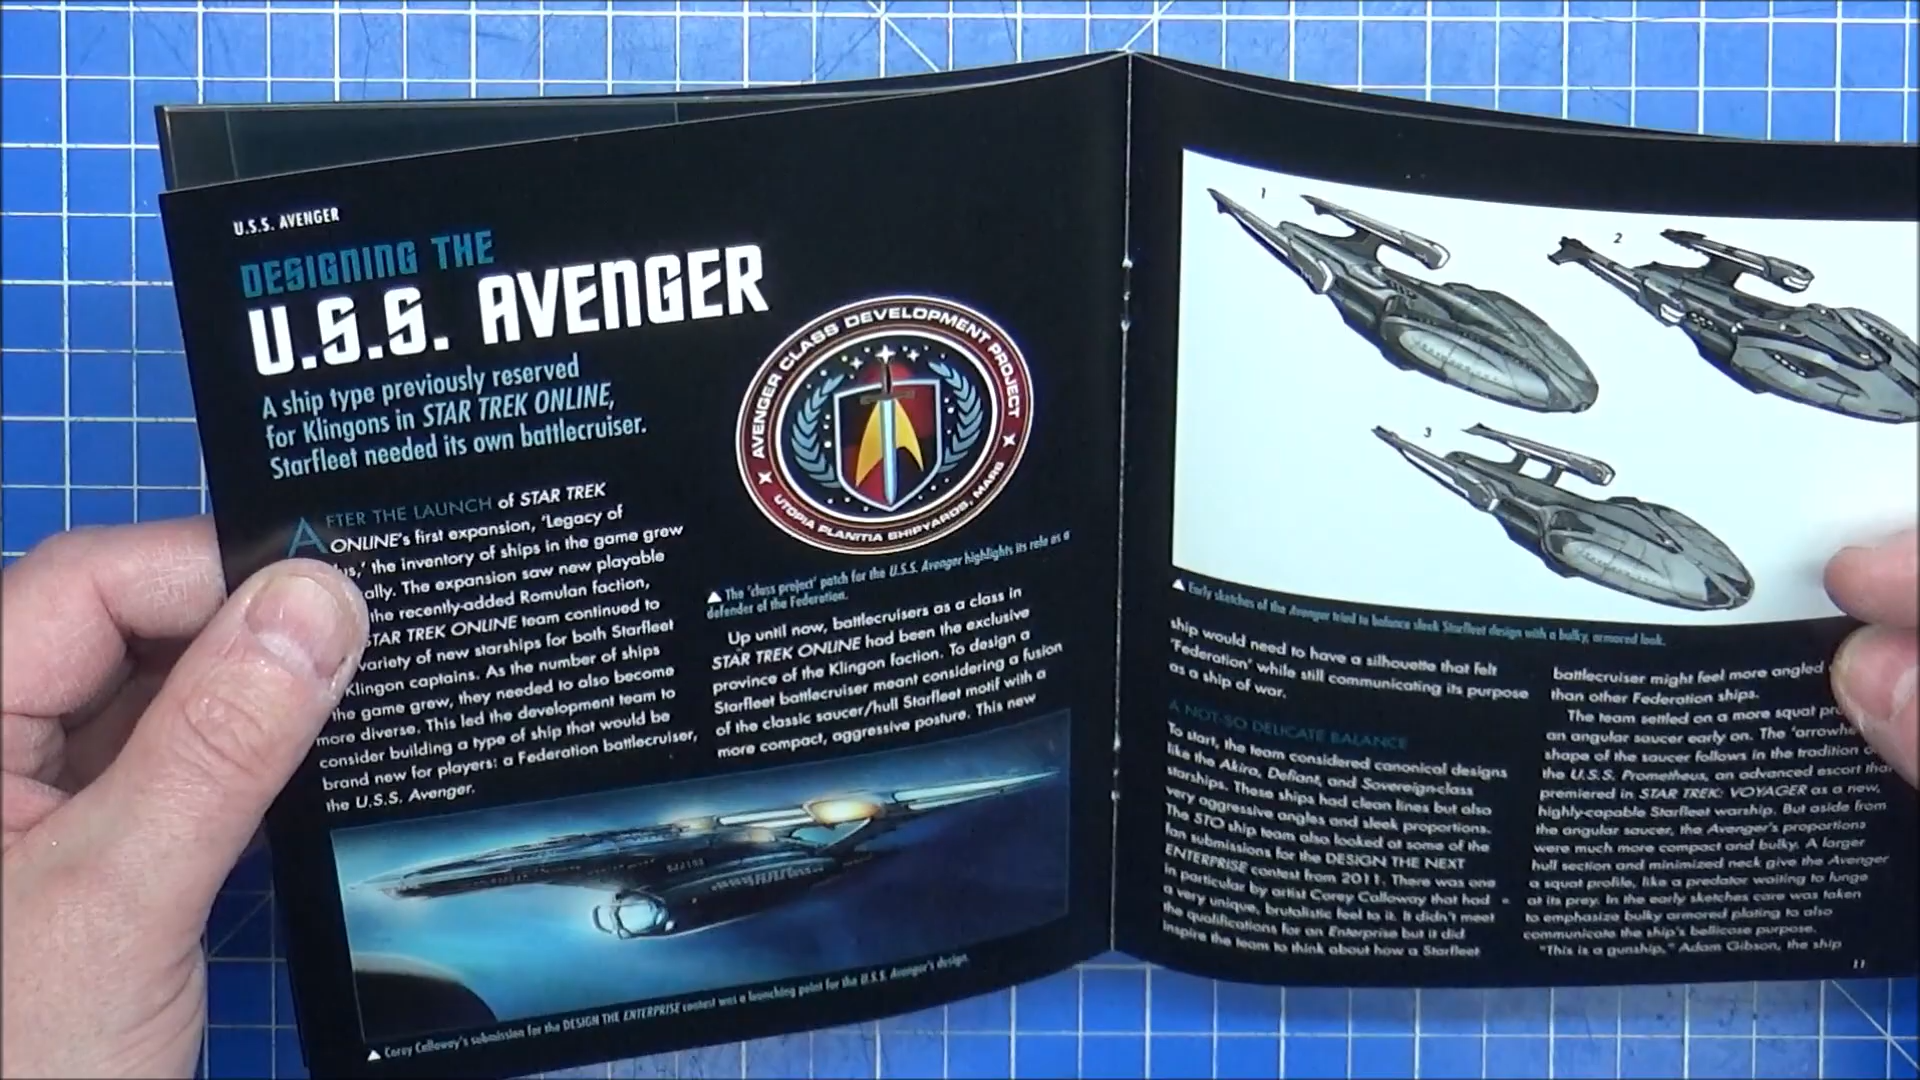 U.S.S. AVENGER
DESIGNING THE
U.S.S. AVENGER
A ship type previously reserved
for Klingons in STAR TREK ONLINE,
Starfleet needed its own battlecruiser.
AFTER THE LAUNCH of STAR TREK
ONLINE's first expansion, 'Legacy of
the inventory of ships in the game grew
The expansion saw new playable
the recently-added Romulan faction,
STAR TREK ONLINE team continued to
variety of new starships for both Starfleet
Klingon captains. As the number of ships
the game grew, they needed to also become
more diverse. This led the development team to
consider building a type of ship that would be
brand new for players: a Federation battlecruiser,
the U.S.S. Avenger.
AVENGER CLASS DEVELOPMENT PROJECT
UTOPIA PLANITIA SHIPYARDS, MARS
The 'class project' patch for the U.S.S. Avenger highlights its role as a
defender of the Federation.
Up until now, battlecruisers as a class in
STAR TREK ONLINE had been the exclusive
province of the Klingon faction. To design a
Starfleet battlecruiser meant considering a fusion
of the classic saucer/hull Starfleet motif with a
more compact, aggressive posture. This new
Corey Calloway's submission for the DESIGN THE ENTERPRISE contest was a launching point for the U.S.S. Avenger's design.
1
2
3
Early sketches of the Avenger tried to balance sleek Starfleet design with a bulky, armored look.
ship would need to have a silhouette that felt
'Federation' while still communicating its purpose
as a ship of war.
A NOT-SO DELICATE BALANCE
To start, the team considered canonical designs
like the Akira, Defiant, and Sovereign-class
starships. These ships had clean lines but also
very aggressive angles and sleek proportions.
The STO ship team also looked at some of the
fan submissions for the DESIGN THE NEXT
ENTERPRISE contest from 2011. There was one
in particular by artist Corey Calloway that had
a very unique, brutalistic feel to it. It didn't meet
the qualifications for an Enterprise but it did
inspire the team to think about how a Starfleet
battlecruiser might feel more angled
than other Federation ships.
The team settled on a more squat
an angular saucer early on. The
shape of the saucer follows in the tradition
the U.S.S. Prometheus, an advanced escort that
premiered in STAR TREK: VOYAGER as a new,
highly-capable Starfleet warship. But aside from
the angular saucer, the Avenger's proportions
were much more compact and bulky. A larger
hull section and minimized neck give the Avenger
a squat profile, like a predator waiting to lunge
at its prey. In the early sketches care was taken
to emphasize bulky armored plating to also
communicate the ship's bellicose purpose.
"This is a gunship," Adam Gibson, the ship
11